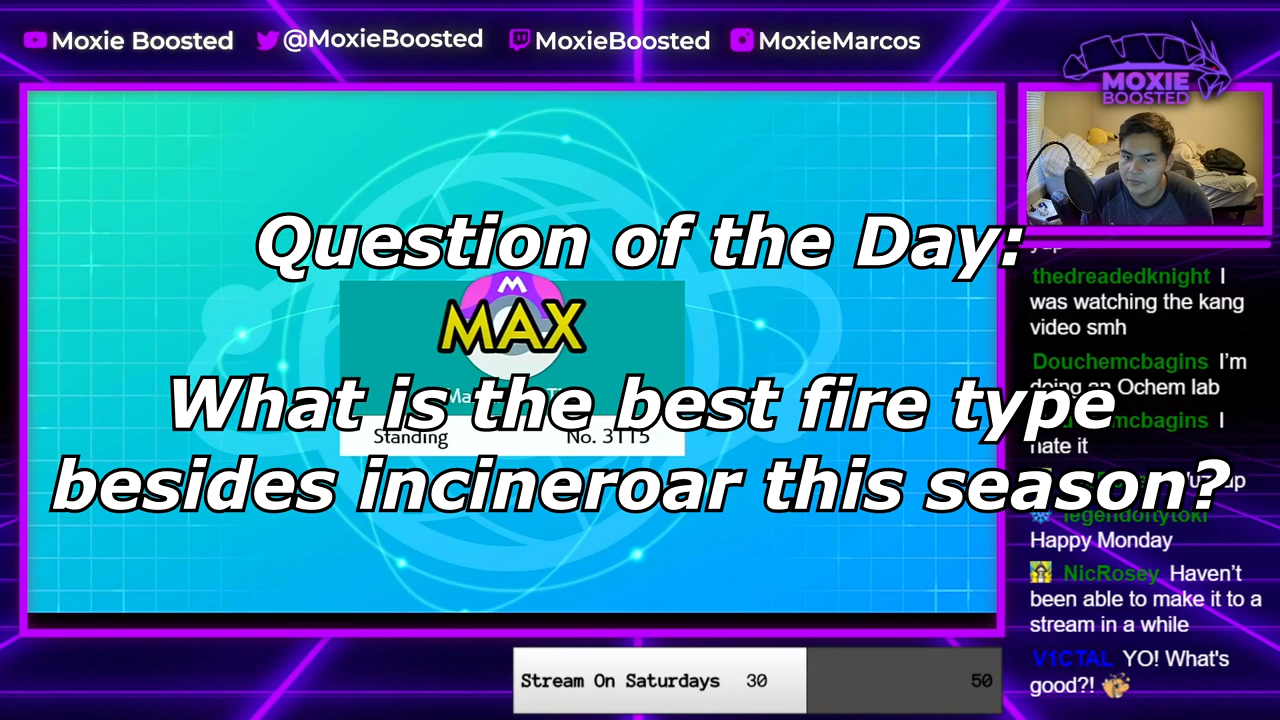 Moxie Boosted @MoxieBoosted MoxieBoosted MoxieMarcos
MOXIE
BOOSTED
Question of the Day:
M
MAX
What is the best fire type
Standing No. 3115
besides incineroar this season?
thedreadedknight I
was watching the kang
video smh
Douchemcbagins I'm
doing an Ochem lab
I
hate it
legendoftytoki
Happy Monday
NicRosey Haven't
been able to make it to a
stream in a while
V1CTAL YO! What's
good?!
Stream On Saturdays 30 50